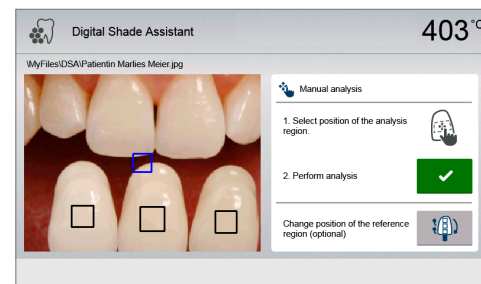 Digital Shade Assistant
403°C
\MyFiles\DSA\Patientin Marlies Meier.jpg
Manual analysis
1. Select position of the analysis
region.
2. Perform analysis
Change position of the reference
region (optional)